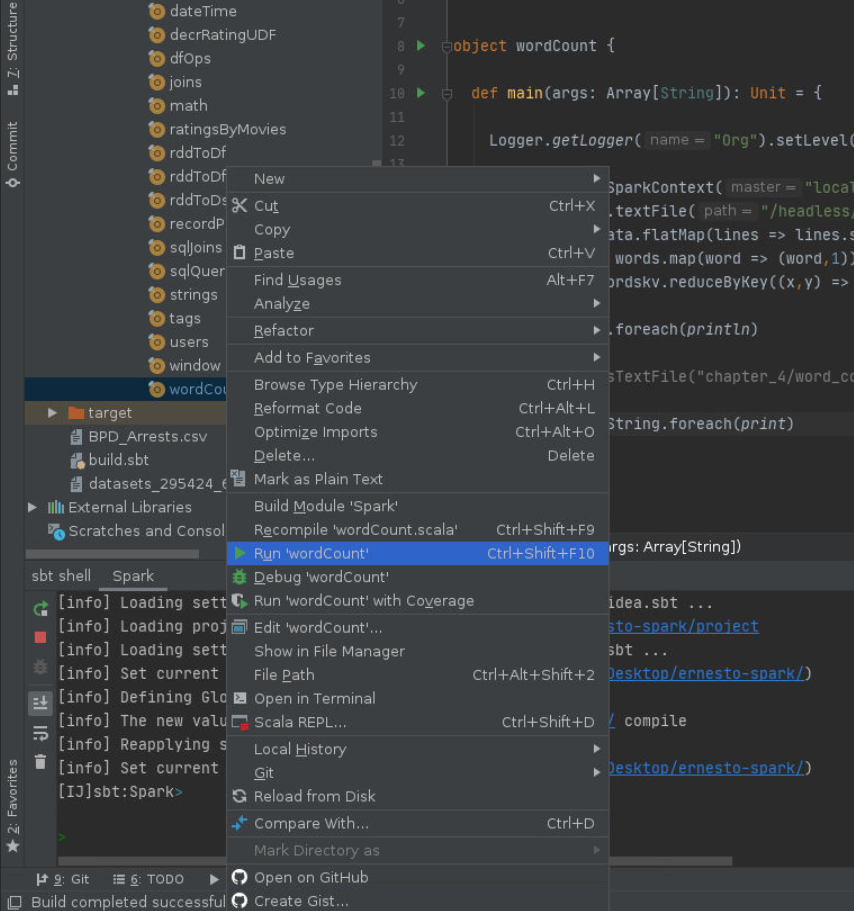 7: Structure
Commit
2: Favorites
dateTime
decrRatingUDF
dfOps
joins
math
ratingsByMovies
rddToDf
rddToDf
rddToDs
recordP
sqlJoins
sqlQuer
strings
tags
users
window
wordCou
target
BPD_Arrests.csv
build.sbt
datasets_295424_6
External Libraries
Scratches and Consol
7
8 object wordCount {
9
10 def main(args: Array[String]): Unit = {
11
12 Logger.getLogger( name = "Org").setLevel(
13
SparkContext( master = "local
.textFile( path = "/headless/
ata.flatMap(lines => lines.s
words.map(word => (word,1))
ordskv.reduceByKey((x,y) =>
.foreach(println)
sTextFile("chapter_4/word_co
String.foreach(print)
rgs: Array[String])
New
Cut Ctrl+X
Copy
Paste Ctrl+V
Find Usages Alt+F7
Analyze
Refactor
Add to Favorites
Browse Type Hierarchy Ctrl+H
Reformat Code Ctrl+Alt+L
Optimize Imports Ctrl+Alt+O
Delete... Delete
Mark as Plain Text
Build Module 'Spark'
Recompile 'wordCount.scala' Ctrl+Shift+F9
Run 'wordCount' Ctrl+Shift+F10
Debug 'wordCount'
Run 'wordCount' with Coverage
Edit 'wordCount'...
Show in File Manager
File Path Ctrl+Alt+Shift+2
Open in Terminal
Scala REPL... Ctrl+Shift+D
Local History
Git
Reload from Disk
Compare With... Ctrl+D
Mark Directory as
Open on GitHub
Create Gist...
sbt shell Spark
[info] Loading sett idea.sbt ...
[info] Loading proj sto-spark/project
[info] Loading sett sbt ...
[info] Set current Desktop/ernesto-spark/)
[info] Defining Glo
[info] The new valu / compile
[info] Reapplying s
[info] Set current Desktop/ernesto-spark/)
[IJ]sbt:Spark>
>
9: Git 6: TODO
Build completed successful